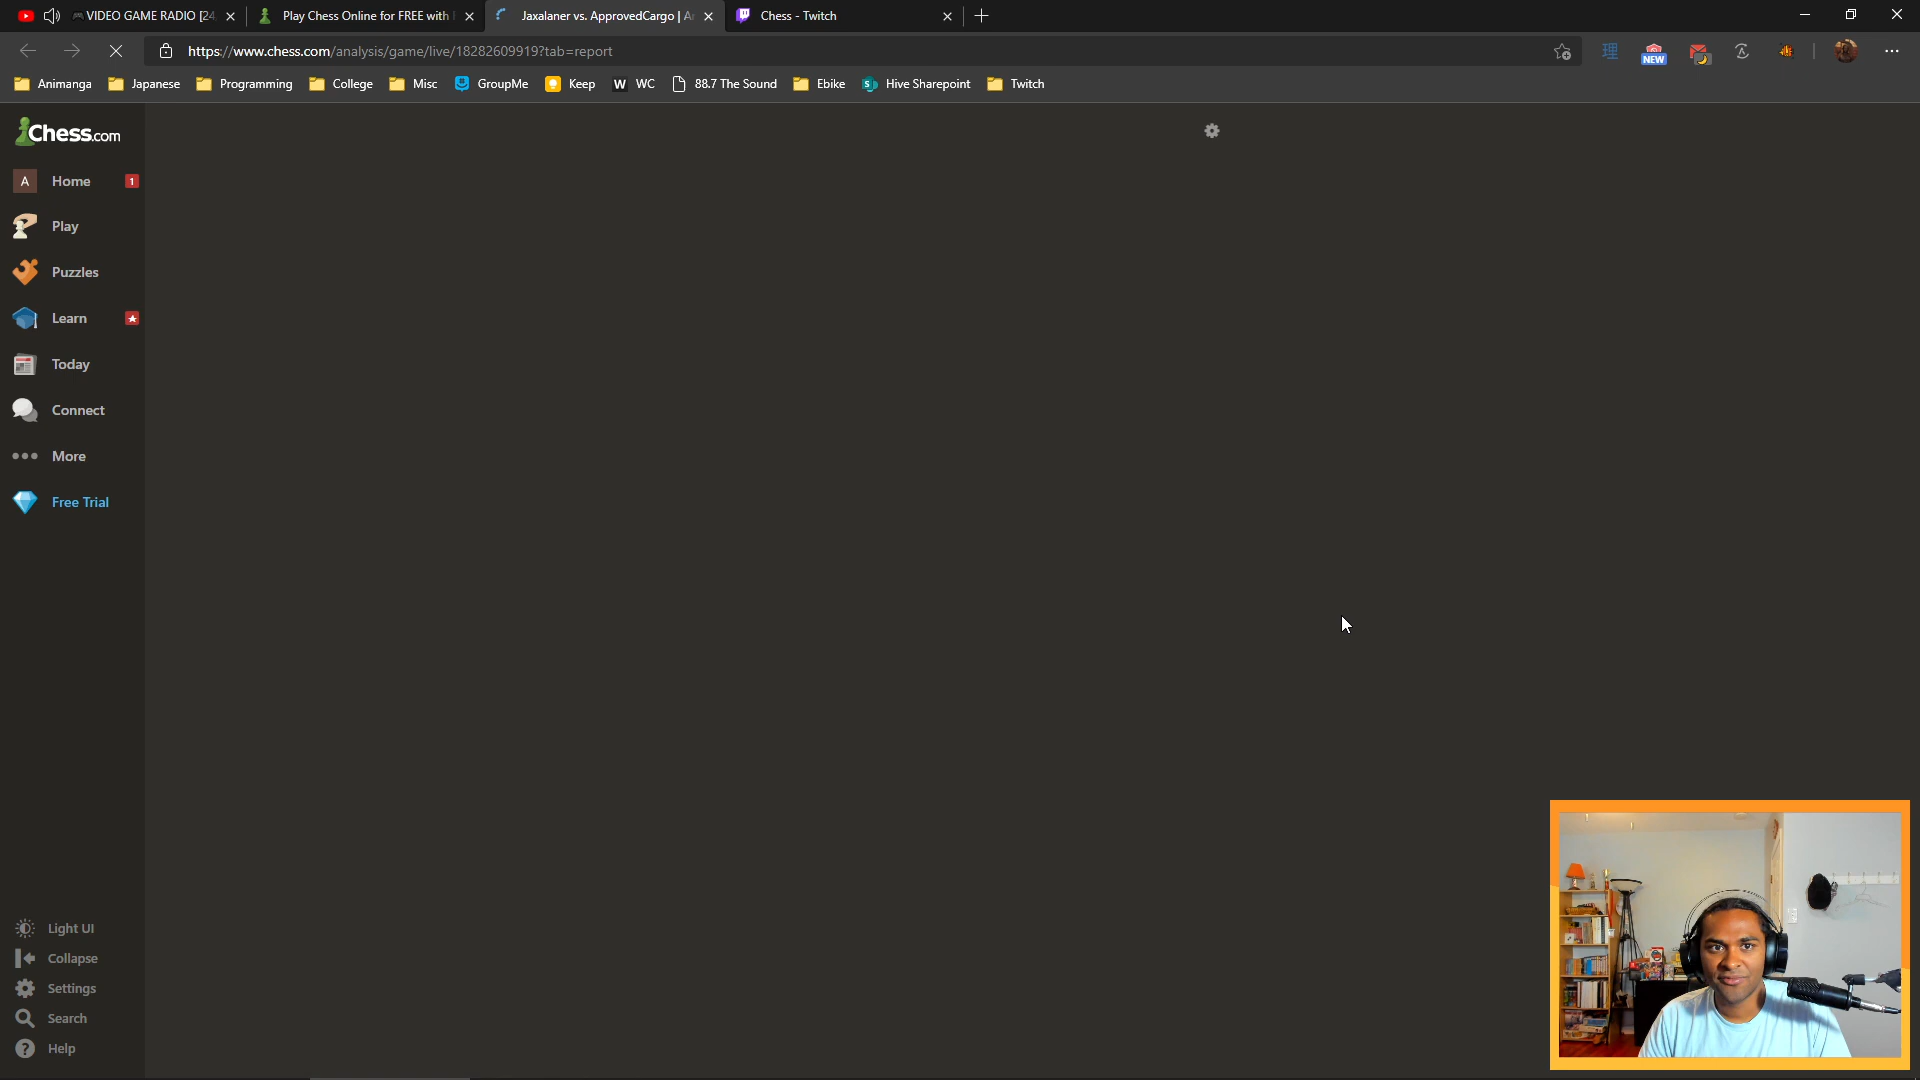 VIDEO GAME RADIO [24
Play Chess Online for FREE with
Jaxalaner vs. ApprovedCargo | A
Chess - Twitch
https://www.chess.com/analysis/game/live/18282609919?tab=report
NEW
Animanga
Japanese
Programming
College
Misc
GroupMe
Keep
W WC
88.7 The Sound
Ebike
S Hive Sharepoint
Twitch
Chess.com
A Home 1
Play
Puzzles
Learn
Today
Connect
More
Free Trial
Light UI
Collapse
Settings
Search
? Help